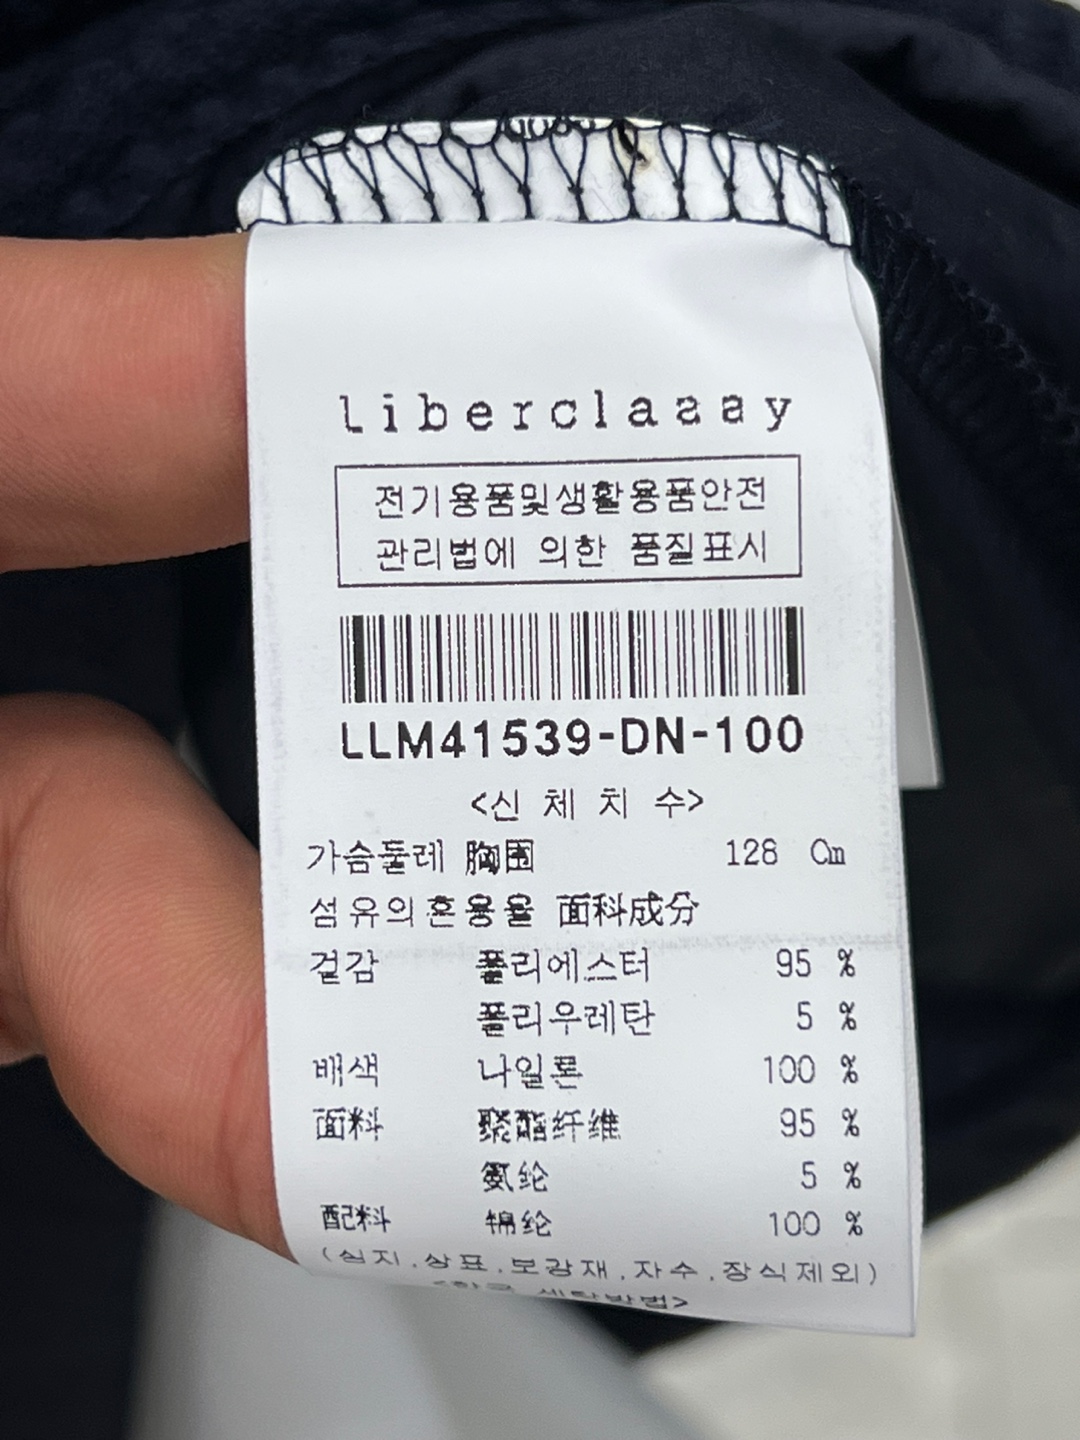 Liberclaaay
전기용품및생활용품안전
관리법에 의한 품질표시
LLM41539-DN-100
<신 체 치 수>
가슴둘레 胸围 128 Cm
섬유의혼용율 面料成分
겉감 폴리에스터 95 %
폴리우레탄 5 %
배색 나일론 100 %
面料 聚酯纤维 95 %
氨纶 5 %
配料 锦纶 100 %
(심지,상표,보강재,자수,장식제외)